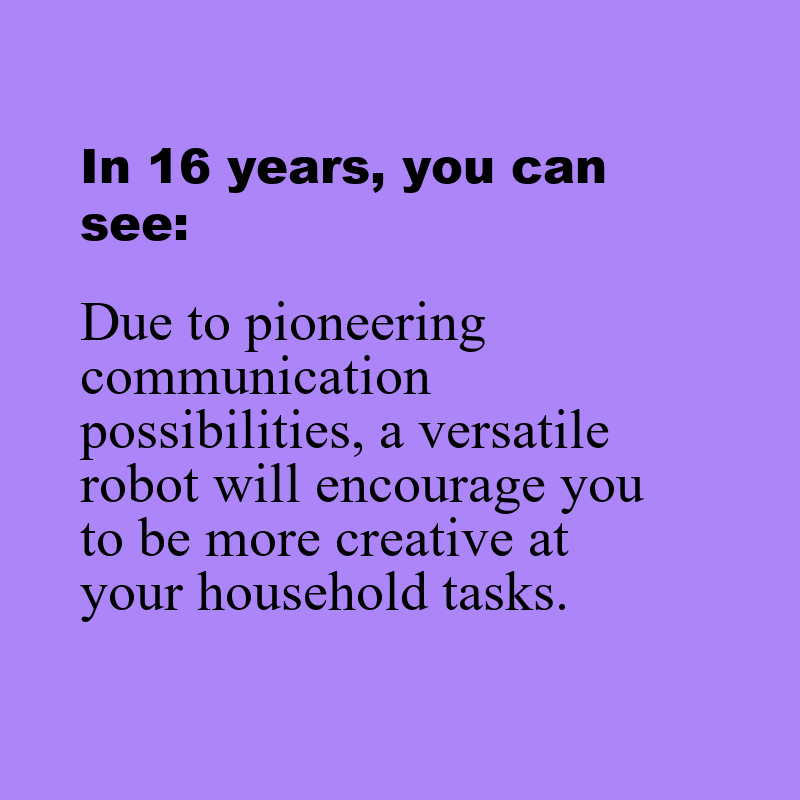 In 16 years, you can
see:
Due to pioneering
communication
possibilities, a versatile
robot will encourage you
to be more creative at
your household tasks.